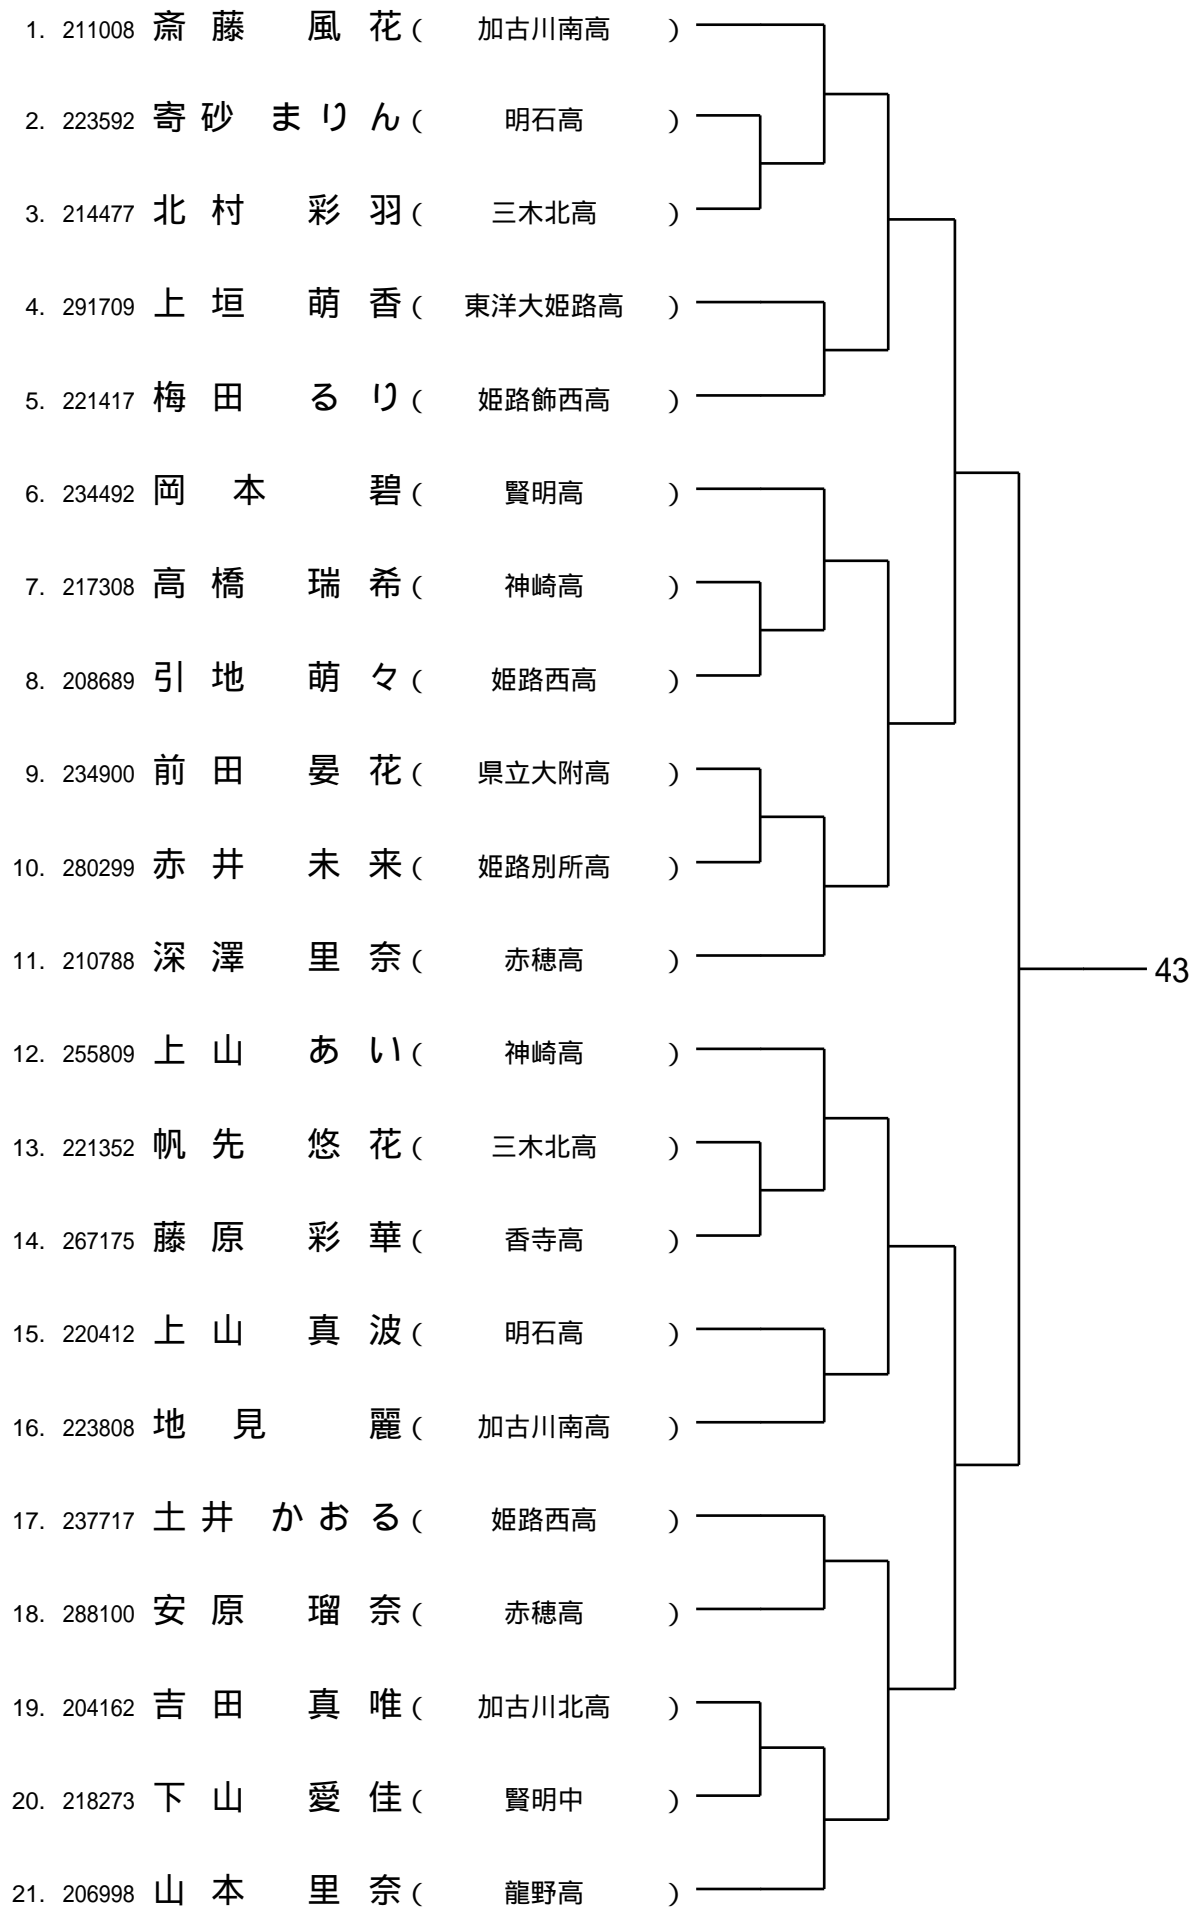 1. 211008 斎藤 風花 ( 加古川南高 )
2. 223592 寄砂 まりん ( 明石高 )
3. 214477 北村 彩羽 ( 三木北高 )
4. 291709 上垣 萌香 ( 東洋大姫路高 )
5. 221417 梅田 るり ( 姫路飾西高 )
6. 234492 岡本 碧 ( 賢明高 )
7. 217308 高橋 瑞希 ( 神崎高 )
8. 208689 引地 萌々 ( 姫路西高 )
9. 234900 前田 晏花 ( 県立大附高 )
10. 280299 赤井 未来 ( 姫路別所高 )
11. 210788 深澤 里奈 ( 赤穂高 )
43
12. 255809 上山 あい ( 神崎高 )
13. 221352 帆先 悠花 ( 三木北高 )
14. 267175 藤原 彩華 ( 香寺高 )
15. 220412 上山 真波 ( 明石高 )
16. 223808 地見 麗 ( 加古川南高 )
17. 237717 土井 かおる ( 姫路西高 )
18. 288100 安原 瑠奈 ( 赤穂高 )
19. 204162 吉田 真唯 ( 加古川北高 )
20. 218273 下山 愛佳 ( 賢明中 )
21. 206998 山本 里奈 ( 龍野高 )